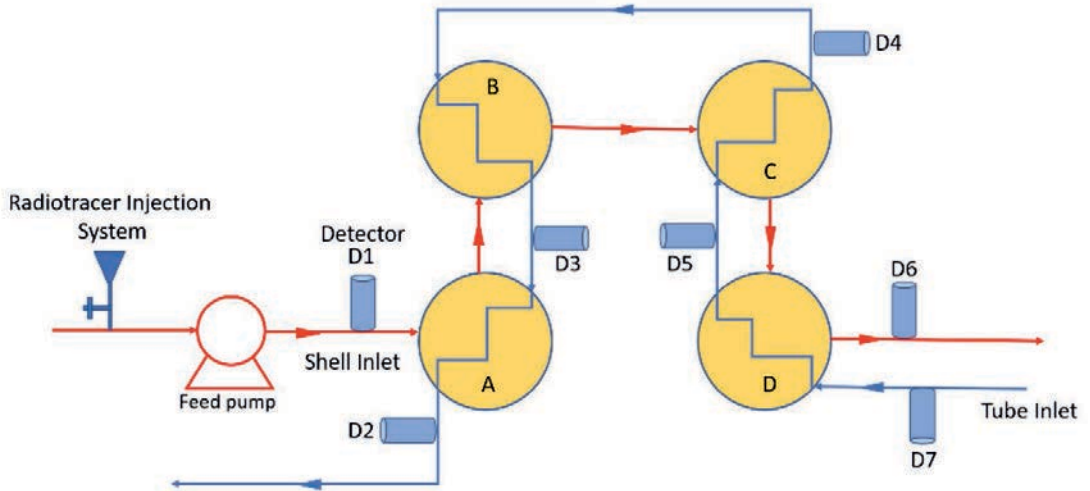 D4
B
C
Radiotracer Injection
System
Detector
D1
D3
D5
D6
Shell Inlet
Feed pump
A
D
D2
Tube Inlet
D7